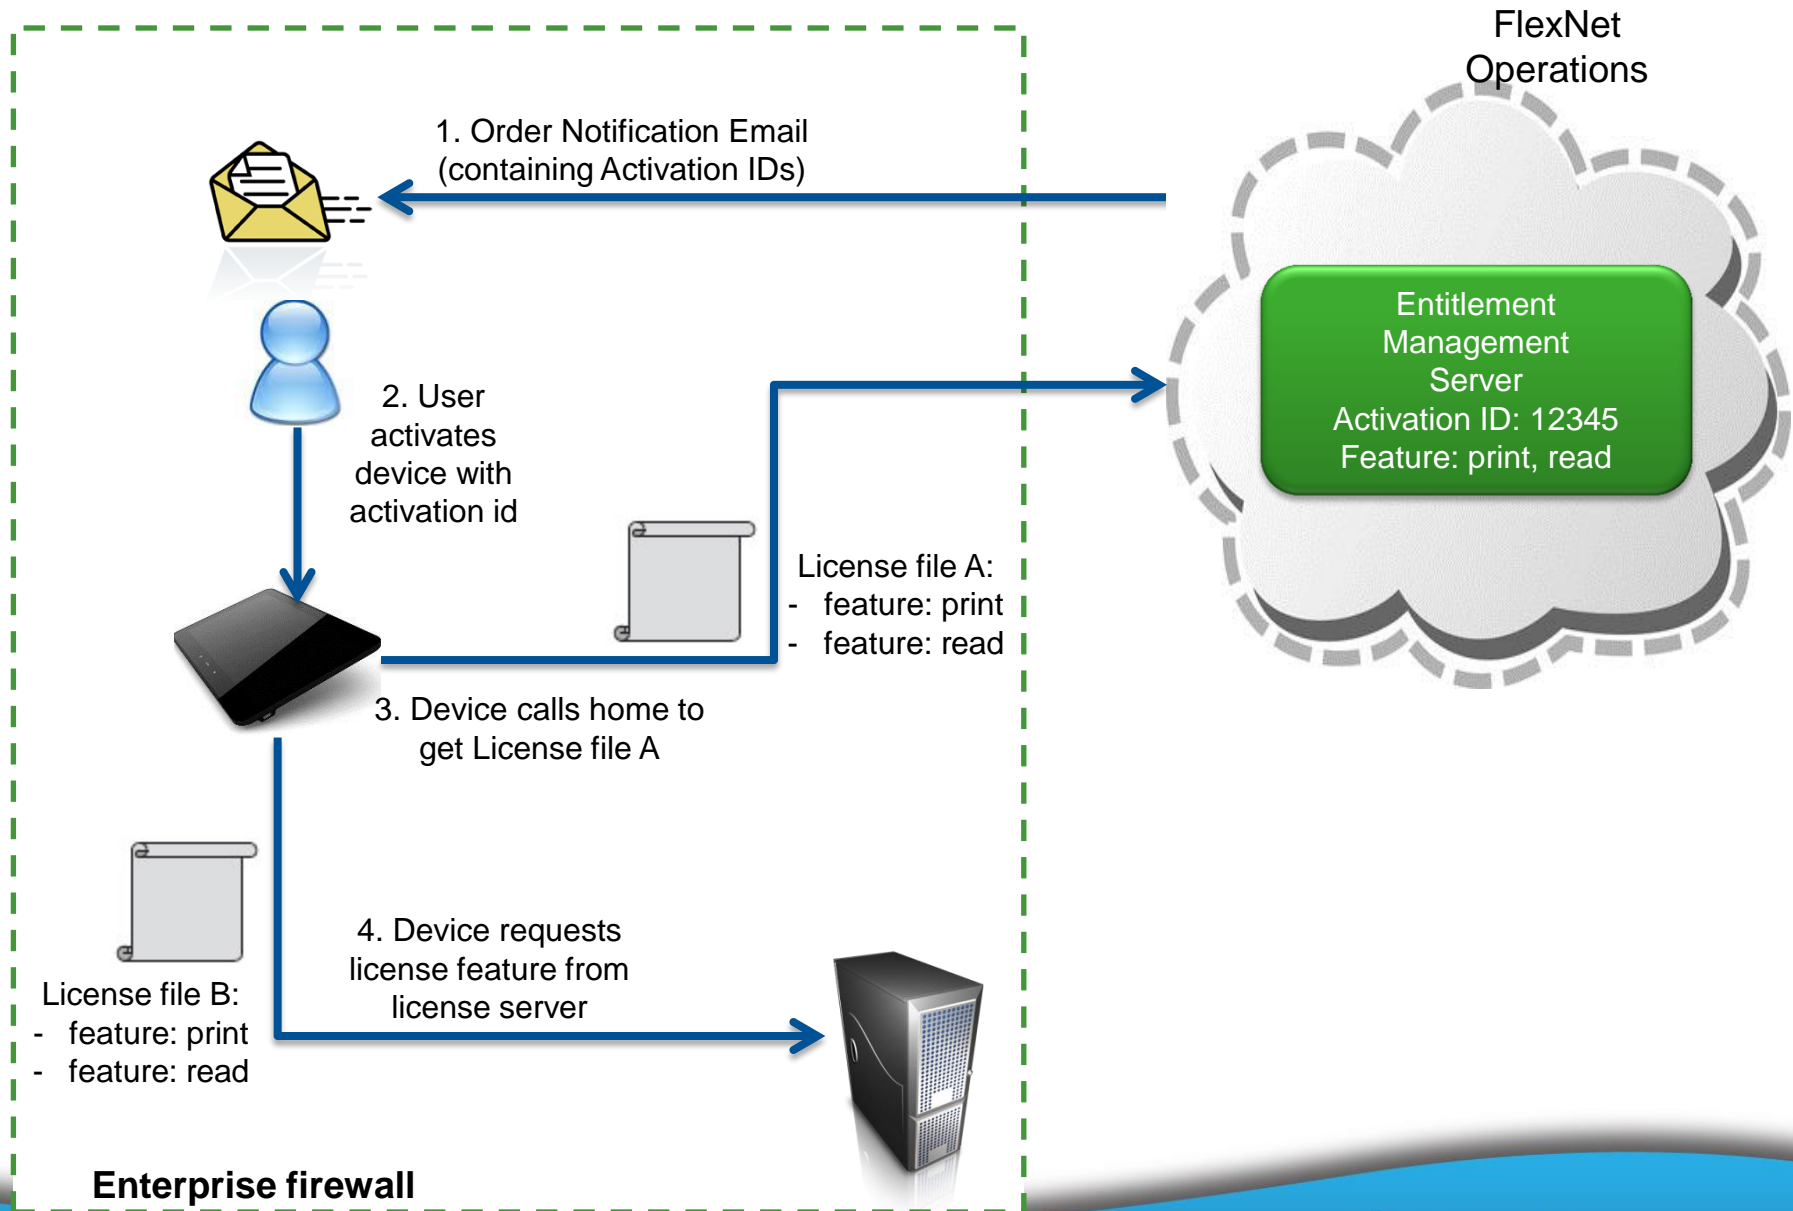 FlexNet
Operations
1. Order Notification Email
(containing Activation IDs)
Entitlement
Management
Server
Activation ID: 12345
Feature: print, read
2. User
activates
device with
activation id
License file A:
- feature: print
- feature: read
3. Device calls home to
get License file A
4. Device requests
license feature from
license server
License file B:
- feature: print
- feature: read
Enterprise firewall